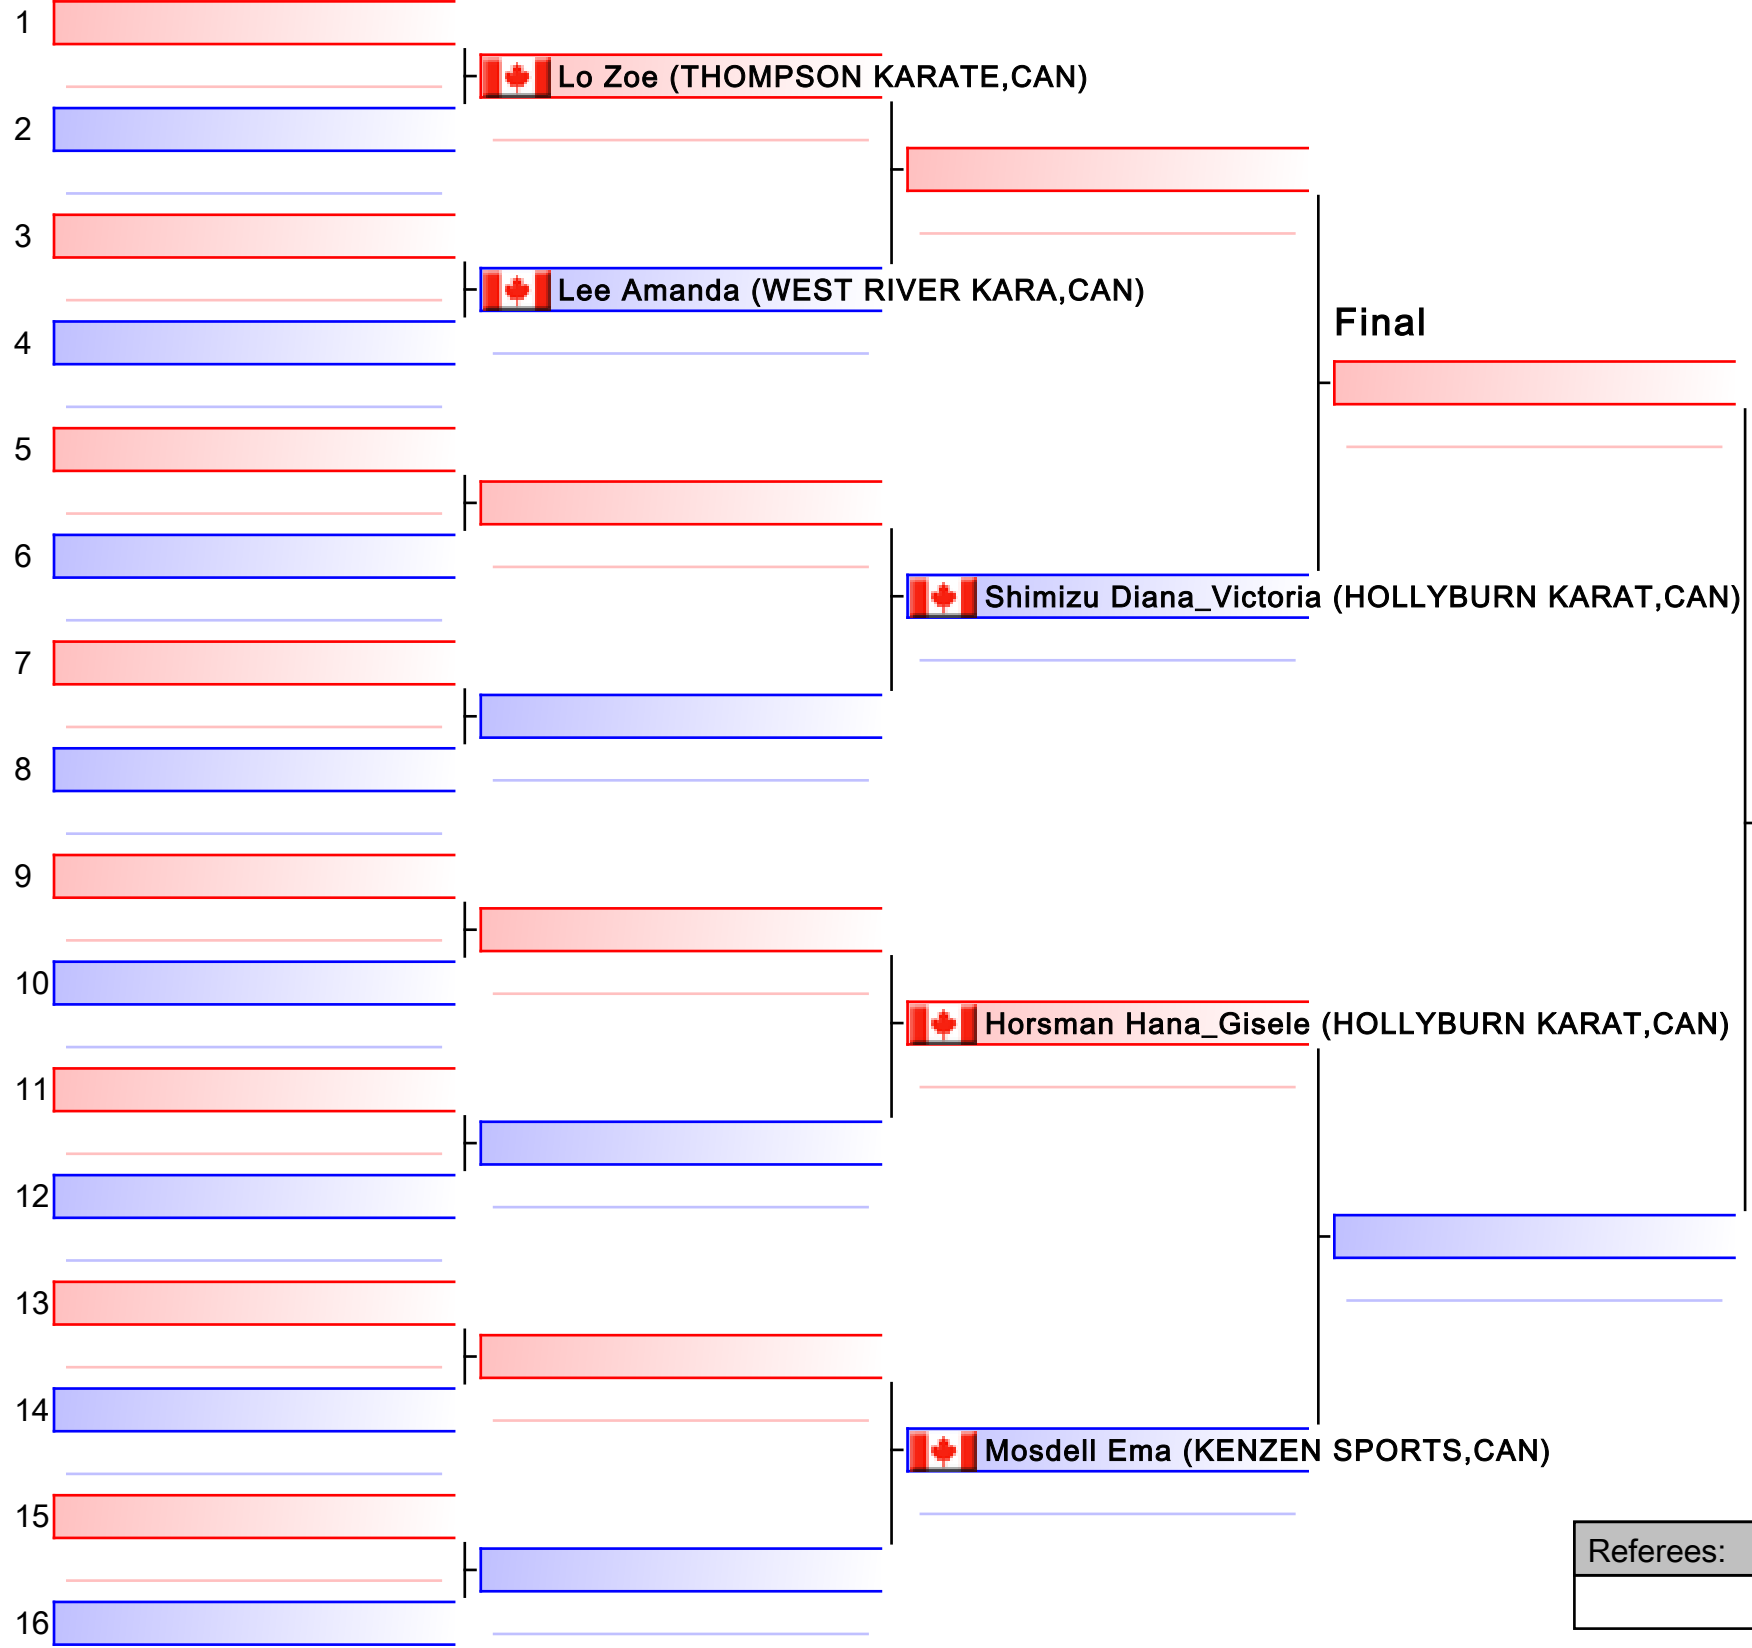 1
Lo Zoe (THOMPSON KARATE,CAN)
2
3
Lee Amanda (WEST RIVER KARA,CAN)
Final
4
5
6
Shimizu Diana_Victoria (HOLLYBURN KARAT,CAN)
7
8
9
10
Horsman Hana_Gisele (HOLLYBURN KARAT,CAN)
11
12
13
14
Mosdell Ema (KENZEN SPORTS,CAN)
15
Referees:
16